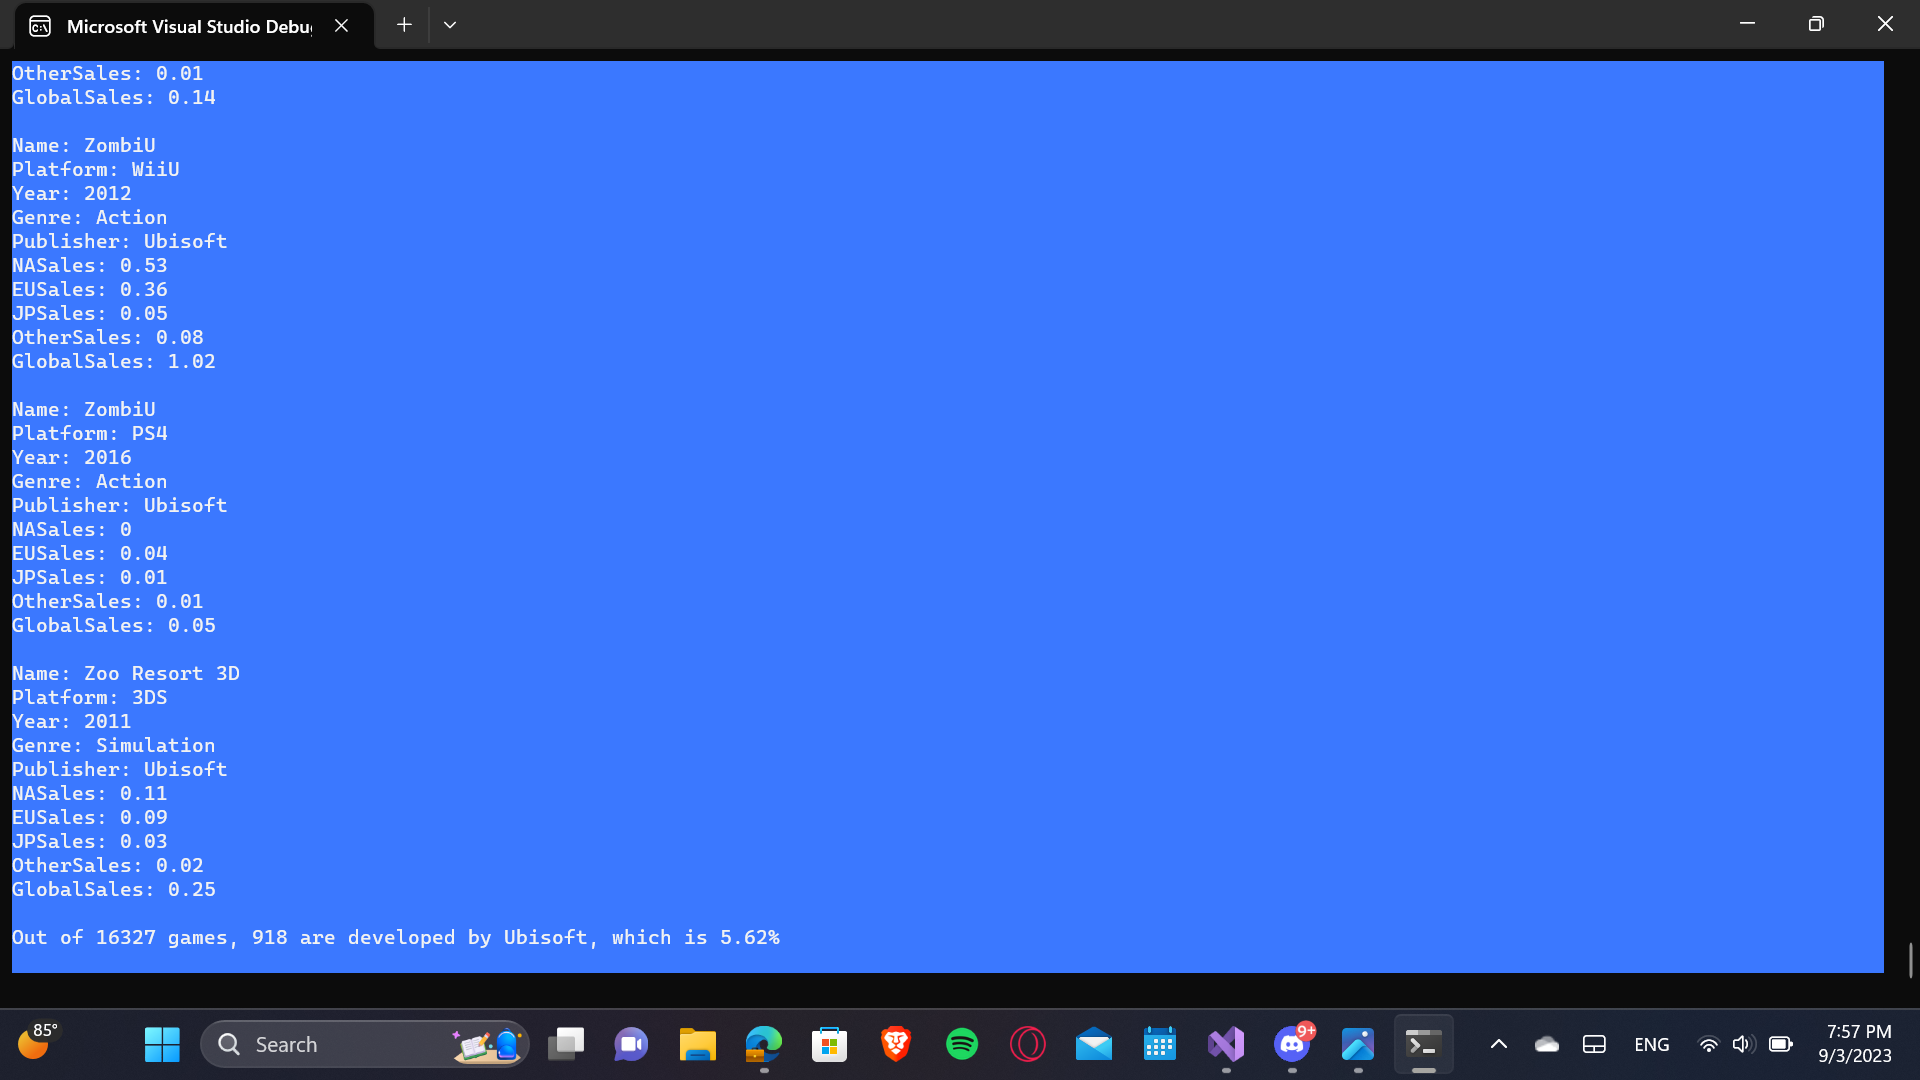 Microsoft Visual Studio Debug
OtherSales: 0.01
GlobalSales: 0.14
Name: ZombiU
Platform: WiiU
Year: 2012
Genre: Action
Publisher: Ubisoft
NASales: 0.53
EUSales: 0.36
JPSales: 0.05
OtherSales: 0.08
GlobalSales: 1.02
Name: ZombiU
Platform: PS4
Year: 2016
Genre: Action
Publisher: Ubisoft
NASales: 0
EUSales: 0.04
JPSales: 0.01
OtherSales: 0.01
GlobalSales: 0.05
Name: Zoo Resort 3D
Platform: 3DS
Year: 2011
Genre: Simulation
Publisher: Ubisoft
NASales: 0.11
EUSales: 0.09
JPSales: 0.03
OtherSales: 0.02
GlobalSales: 0.25
Out of 16327 games, 918 are developed by Ubisoft, which is 5.62%
85°
Search
9+
ENG
7:57 PM
9/3/2023